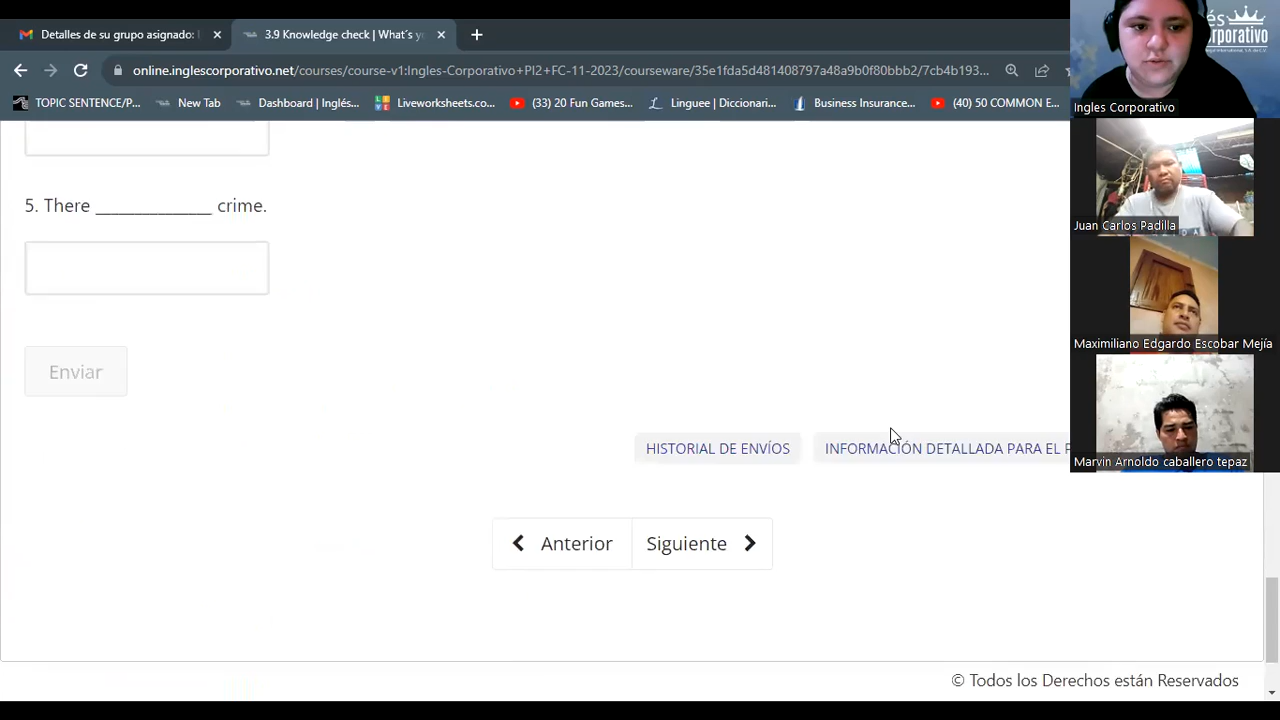 Detalles de su grupo asignado:
3.9 Knowledge check | What´s yo
online.inglescorporativo.net/courses/course-v1:Ingles-Corporativo+PI2+FC-11-2023/courseware/35e1fda5d481408797a48a9b0f80bbb2/7cb4b193...
TOPIC SENTENCE/P...
New Tab
Dashboard | Inglés...
Liveworksheets.co...
(33) 20 Fun Games...
Linguee | Diccionari...
Business Insurance...
(40) 50 COMMON E...
5. There ______________ crime.
Enviar
HISTORIAL DE ENVÍOS
INFORMACIÓN DETALLADA PARA EL P
Anterior
Siguiente
© Todos los Derechos están Reservados
Ingles Corporativo
Juan Carlos Padilla
Maximiliano Edgardo Escobar Mejía
Marvin Arnoldo caballero tepaz